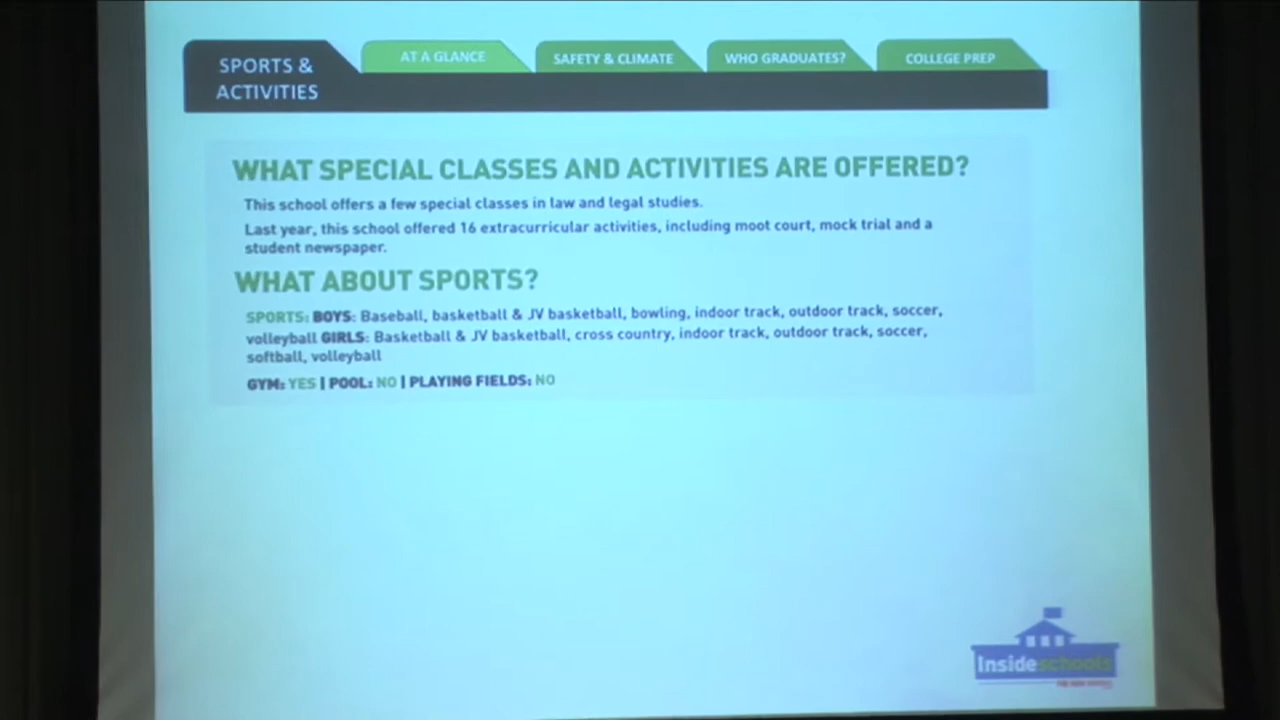 SPORTS &
ACTIVITIES
AT A GLANCE
SAFETY & CLIMATE
WHO GRADUATES?
COLLEGE PREP
WHAT SPECIAL CLASSES AND ACTIVITIES ARE OFFERED?
This school offers a few special classes in law and legal studies.
Last year, this school offered 16 extracurricular activities, including moot court, mock trial and a
student newspaper.
WHAT ABOUT SPORTS?
SPORTS: BOYS: Baseball, basketball & JV basketball, bowling, indoor track, outdoor track, soccer,
volleyball GIRLS: Basketball & JV basketball, cross country, indoor track, outdoor track, soccer,
softball, volleyball
GYM: YES | POOL: NO | PLAYING FIELDS: NO
Insideschools